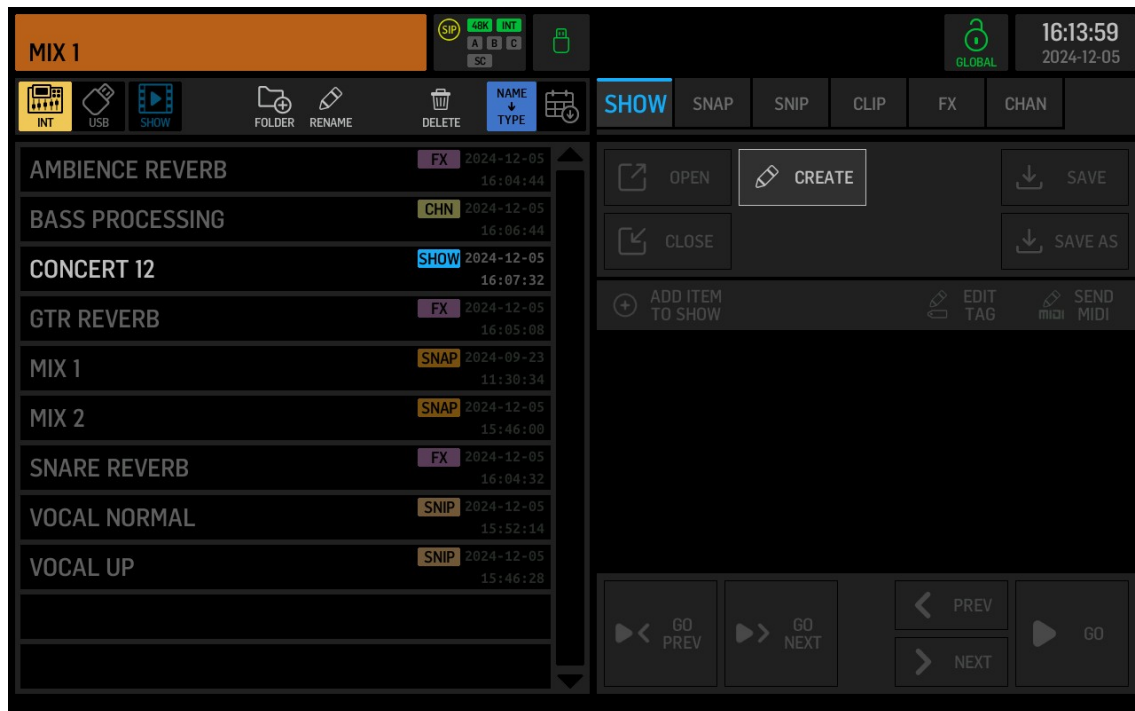 MIX 1
SIP
48K INT
A B C
SC
GLOBAL
16:13:59
2024-12-05
INT
USB
SHOW
FOLDER
RENAME
DELETE
NAME
TYPE
SHOW
SNAP
SNIP
CLIP
FX
CHAN
AMBIENCE REVERB
FX 2024-12-05
16:04:44
BASS PROCESSING
CHN 2024-12-05
16:06:44
CONCERT 12
SHOW 2024-12-05
16:07:32
GTR REVERB
FX 2024-12-05
16:05:08
MIX 1
SNAP 2024-09-23
11:30:34
MIX 2
SNAP 2024-12-05
15:46:00
SNARE REVERB
FX 2024-12-05
16:04:32
VOCAL NORMAL
SNIP 2024-12-05
15:52:14
VOCAL UP
SNIP 2024-12-05
15:46:28
OPEN
CREATE
SAVE
CLOSE
SAVE AS
ADD ITEM
TO SHOW
EDIT
TAG
SEND
midi MIDI
GO
PREV
GO
NEXT
PREV
NEXT
GO